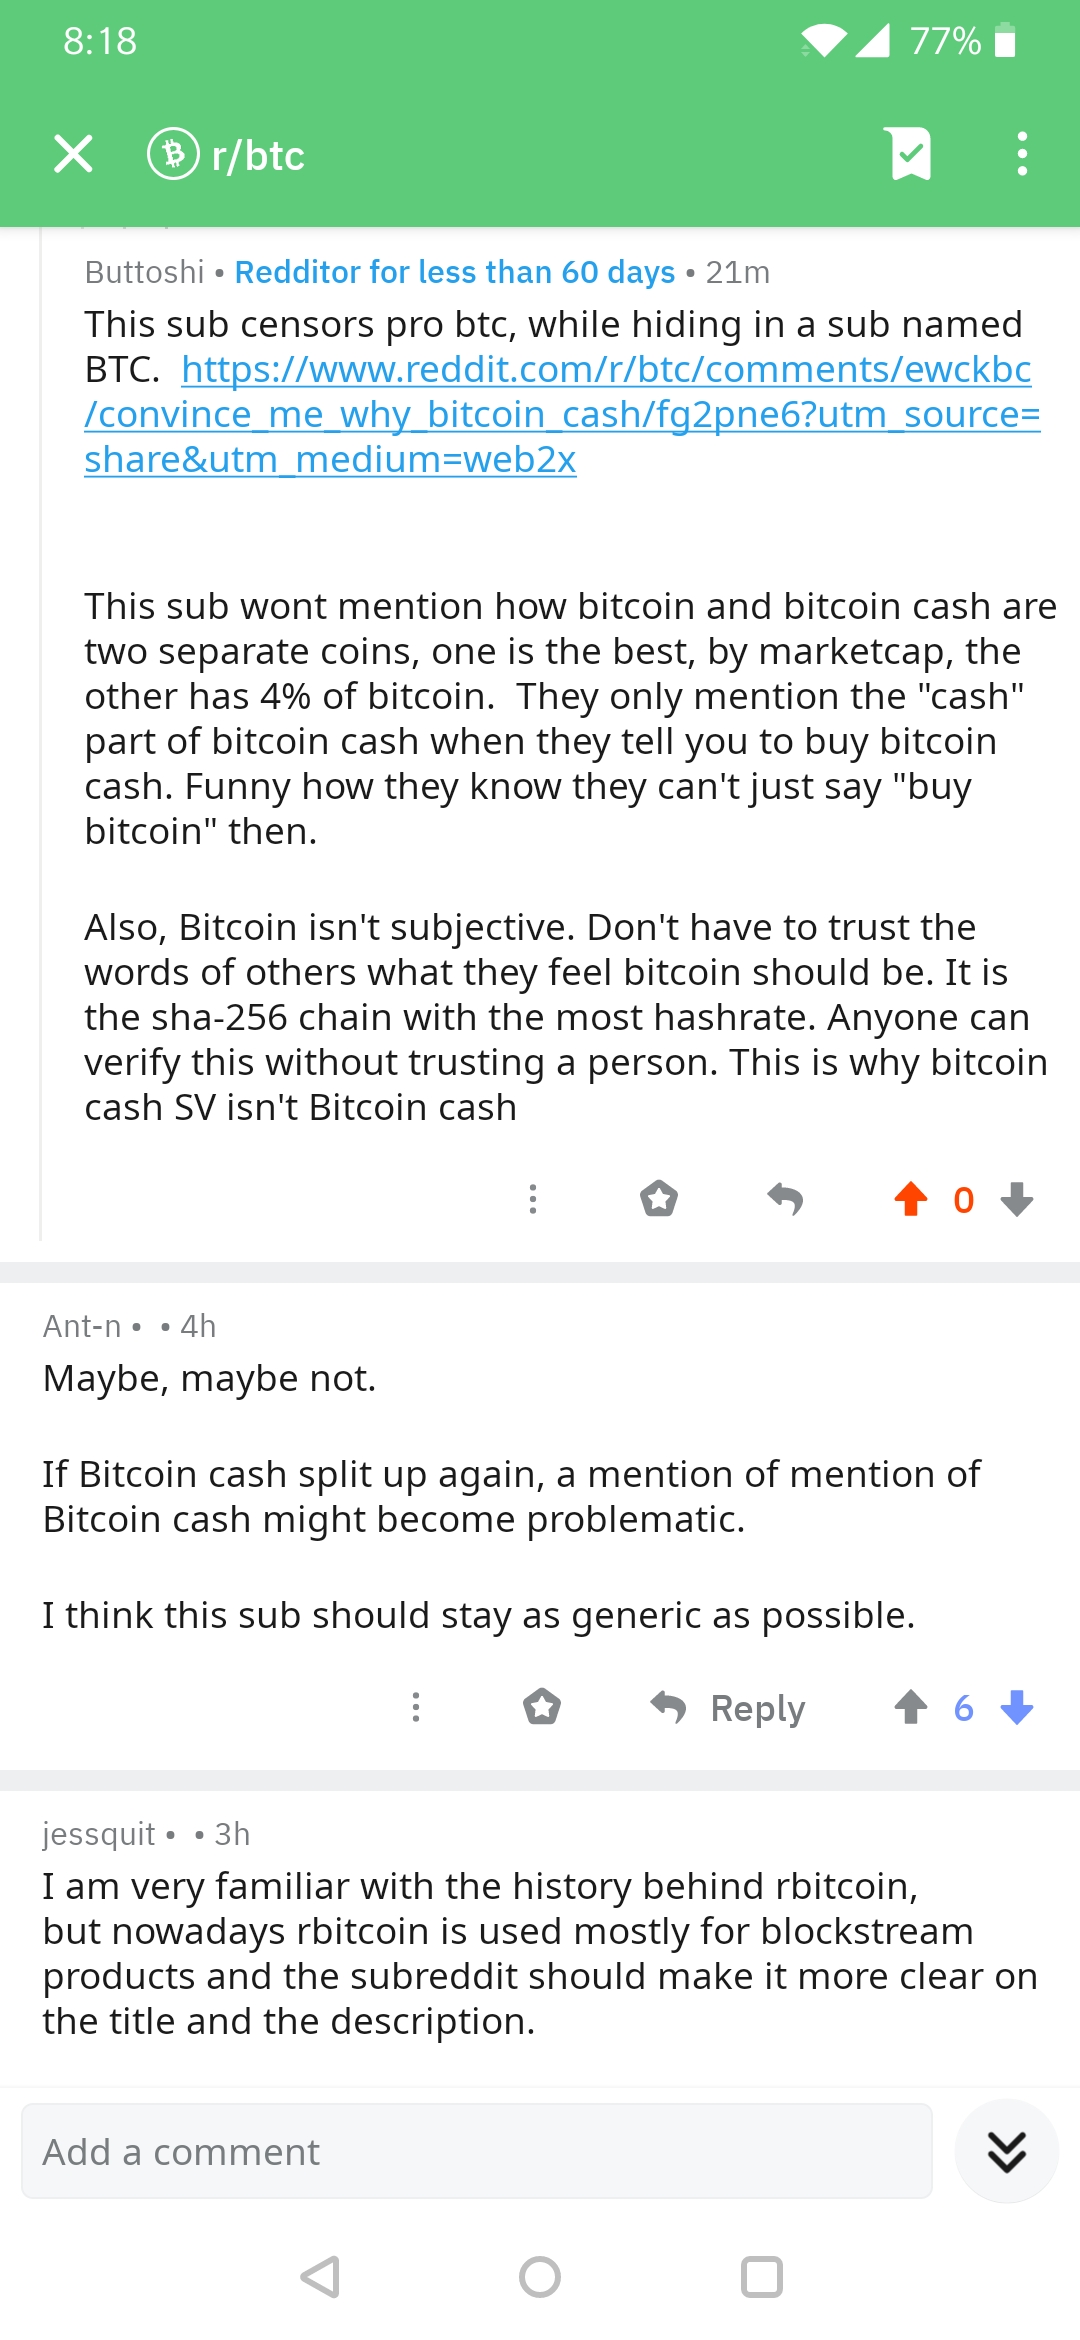 8:18
77%
r/btc
Buttoshi • Redditor for less than 60 days • 21m
This sub censors pro btc, while hiding in a sub named
BTC.  https://www.reddit.com/r/btc/comments/ewckbc
/convince_me_why_bitcoin_cash/fg2pne6?utm_source=
share&utm_medium=web2x
This sub wont mention how bitcoin and bitcoin cash are
two separate coins, one is the best, by marketcap, the
other has 4% of bitcoin.  They only mention the "cash"
part of bitcoin cash when they tell you to buy bitcoin
cash. Funny how they know they can't just say "buy
bitcoin" then.
Also, Bitcoin isn't subjective. Don't have to trust the
words of others what they feel bitcoin should be. It is
the sha-256 chain with the most hashrate. Anyone can
verify this without trusting a person. This is why bitcoin
cash SV isn't Bitcoin cash
0
Ant-n •  • 4h
Maybe, maybe not.
If Bitcoin cash split up again, a mention of mention of
Bitcoin cash might become problematic.
I think this sub should stay as generic as possible.
Reply 6
jessquit •  • 3h
I am very familiar with the history behind rbitcoin,
but nowadays rbitcoin is used mostly for blockstream
products and the subreddit should make it more clear on
the title and the description.
Add a comment